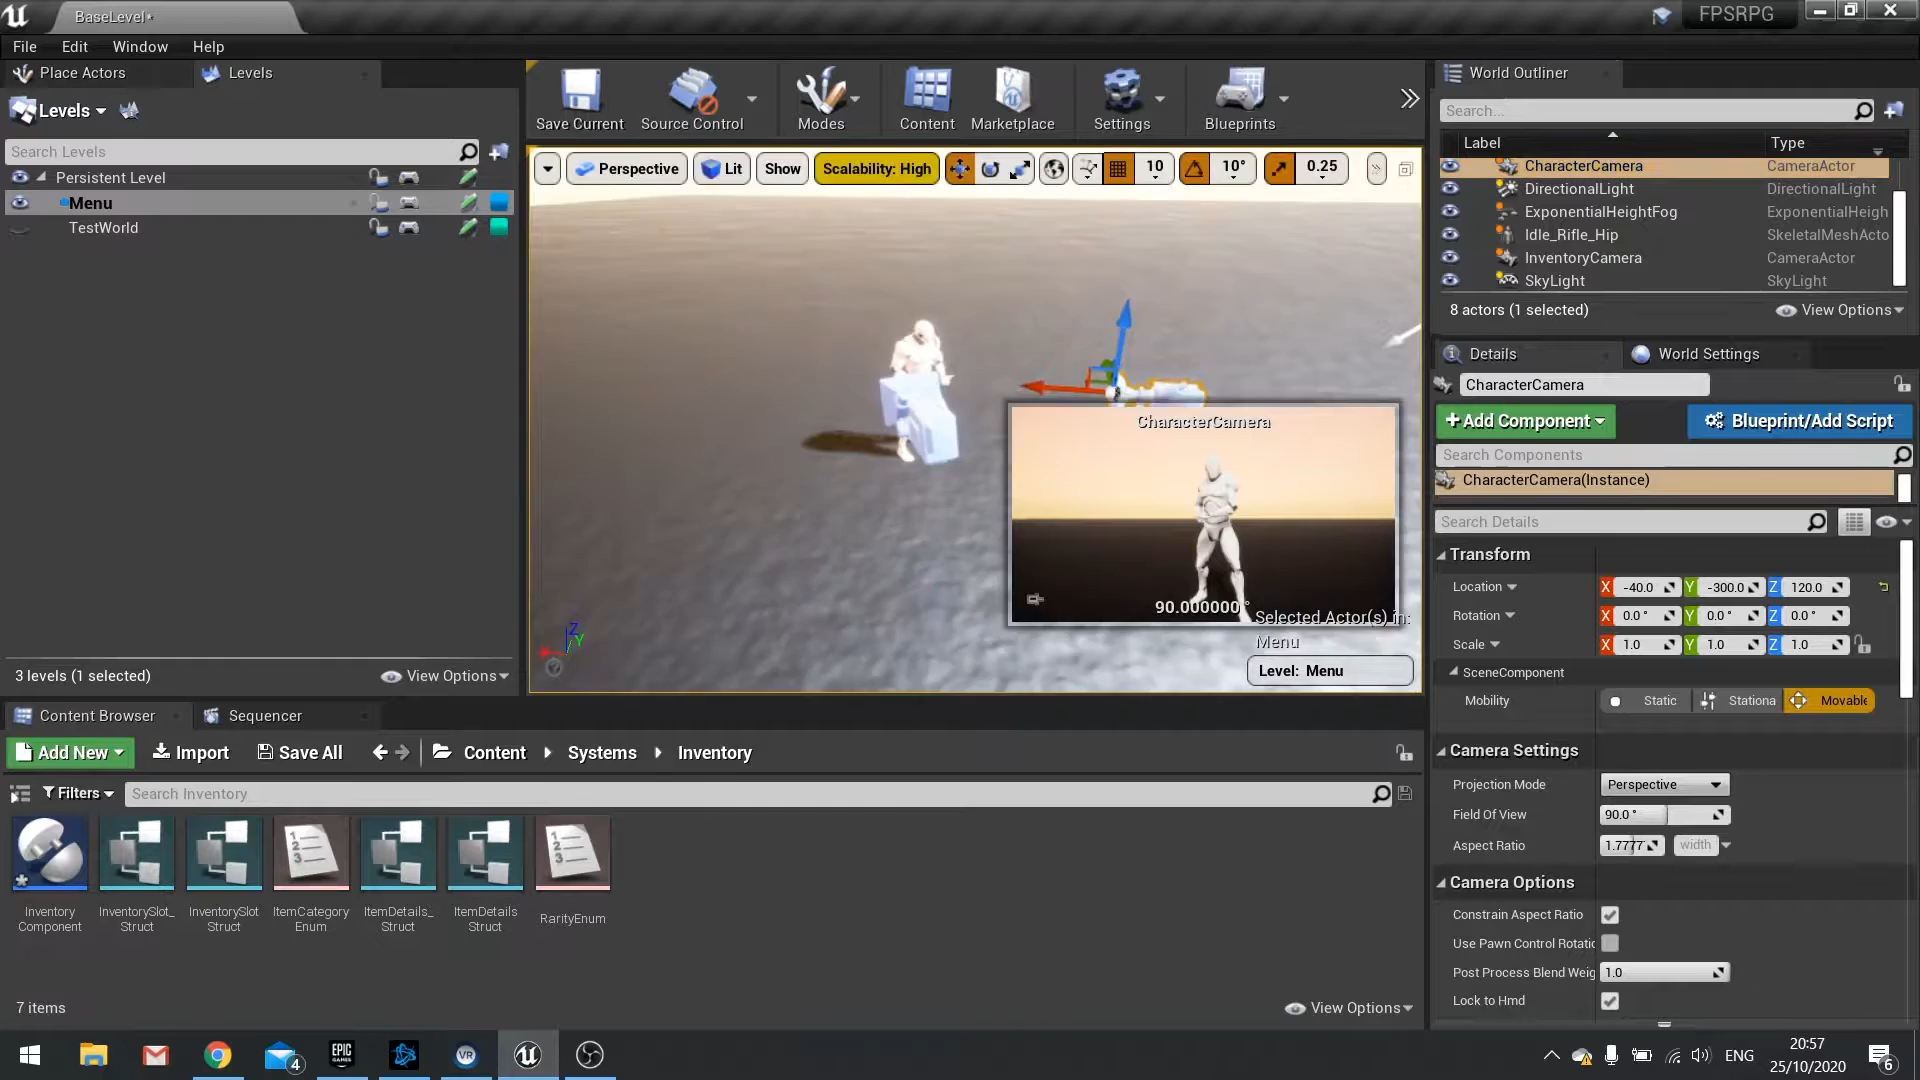 BaseLevel•
FPSRPG
File Edit Window Help
Place Actors
Levels
Levels
Search Levels
Persistent Level
Menu
TestWorld
3 levels (1 selected)
View Options
Save Current
Source Control
Modes
Content
Marketplace
Settings
Blueprints
Perspective
Lit
Show
Scalability: High
10
10°
0.25
CharacterCamera
90.000000 °
Selected Actor(s) in:
Menu
Level: Menu
Z
Y
World Outliner
Search...
Label Type
CharacterCamera CameraActor
DirectionalLight DirectionalLight
ExponentialHeightFog ExponentialHeigh
Idle_Rifle_Hip SkeletalMeshActo
InventoryCamera CameraActor
SkyLight SkyLight
8 actors (1 selected)
View Options
Details
World Settings
CharacterCamera
+Add Component
Blueprint/Add Script
Search Components
CharacterCamera(Instance)
Search Details
Transform
Location X -40.0 Y -300.0 Z 120.0
Rotation X 0.0 ° Y 0.0 ° Z 0.0 °
Scale X 1.0 Y 1.0 Z 1.0
SceneComponent
Mobility Static Stationa Movable
Camera Settings
Projection Mode Perspective
Field Of View 90.0 °
Aspect Ratio 1.7777 width
Camera Options
Constrain Aspect Ratio
Use Pawn Control Rotatic
Post Process Blend Weig 1.0
Lock to Hmd
Content Browser
Sequencer
Add New
Import
Save All
Content
Systems
Inventory
Filters
Search Inventory
Inventory
Component
InventorySlot_
Struct
InventorySlot
Struct
ItemCategory
Enum
ItemDetails_
Struct
ItemDetails
Struct
RarityEnum
7 items
View Options
4
EPIC
GAMES
VR
ENG
20:57
25/10/2020
6